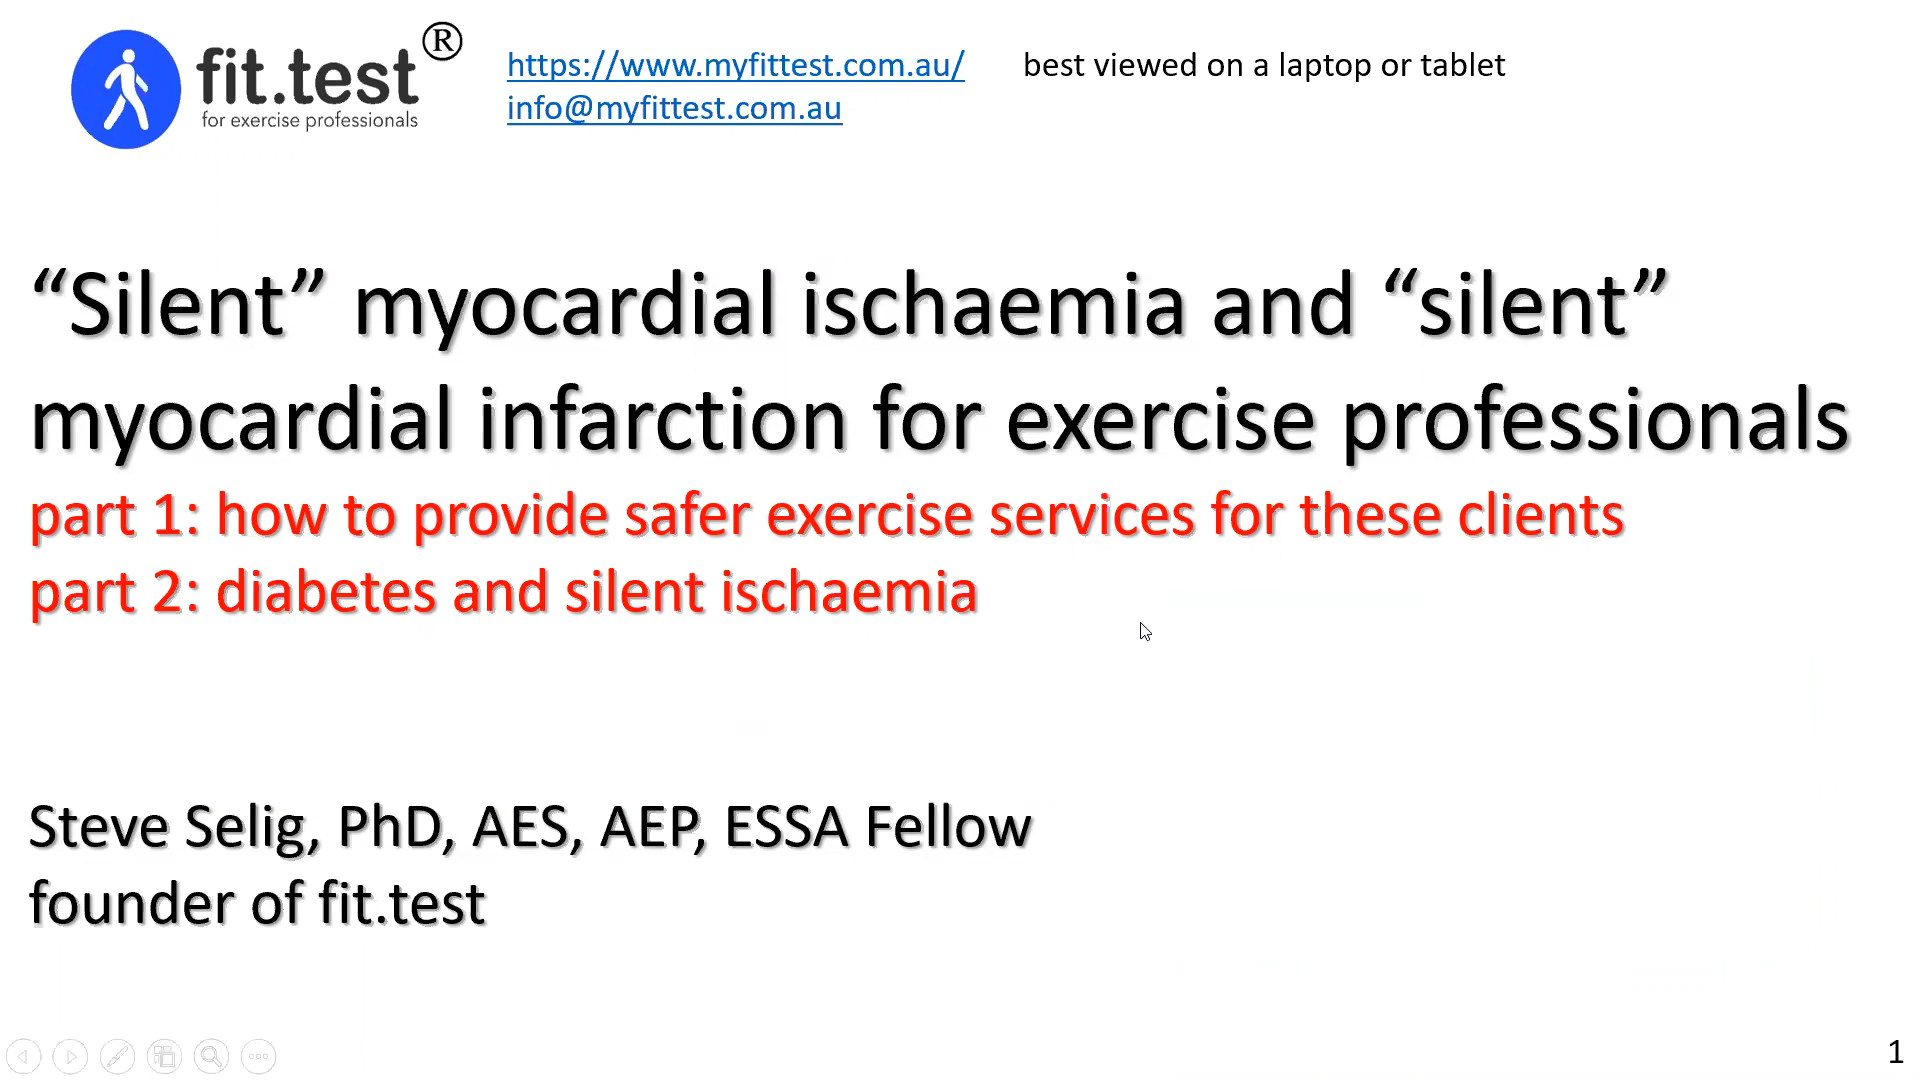 fit.test®
for exercise professionals
https://www.myfittest.com.au/ best viewed on a laptop or tablet
info@myfittest.com.au
“Silent” myocardial ischaemia and “silent”
myocardial infarction for exercise professionals
part 1: how to provide safer exercise services for these clients
part 2: diabetes and silent ischaemia
Steve Selig, PhD, AES, AEP, ESSA Fellow
founder of fit.test
1